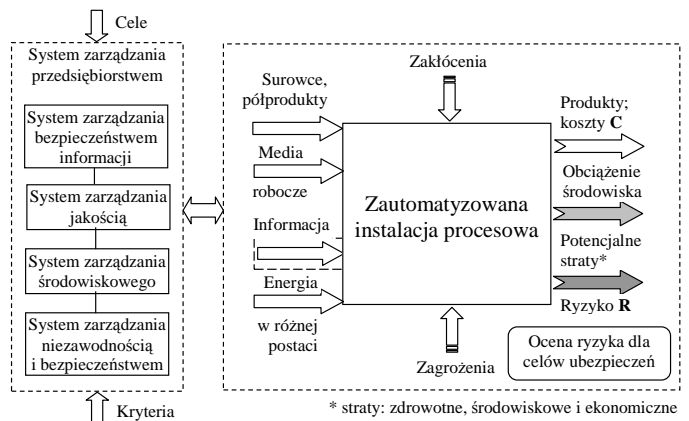 Cele
System zarządzania
przedsiębiorstwem
System zarządzania
bezpieczeństwem
informacji
System zarządzania
jakością
System zarządzania
środowiskowego
System zarządzania
niezawodnością
i bezpieczeństwem
Kryteria
Surowce,
półprodukty
Media
robocze
Informacja
Energia
w różnej
postaci
Zakłócenia
Zautomatyzowana
instalacja procesowa
Zagrożenia
Produkty;
koszty C
Obciążenie
środowiska
Potencjalne
straty*
Ryzyko R
Ocena ryzyka dla
celów ubezpieczeń
* straty: zdrowotne, środowiskowe i ekonomiczne